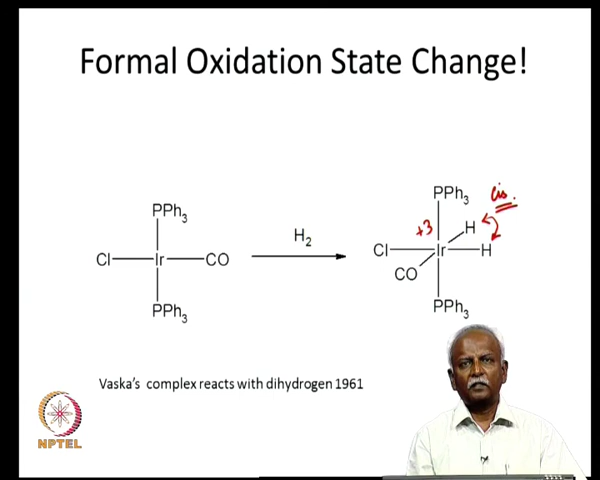 Formal Oxidation State Change!
PPh3
Cl Ir CO
PPh3
H2
PPh3 cis.
+3 H
Cl Ir H
CO
PPh3
Vaska's complex reacts with dihydrogen 1961
NPTEL